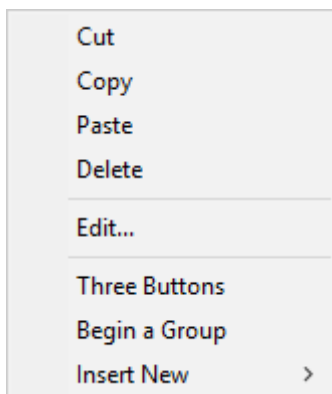 Cut
Copy
Paste
Delete
Edit...
Three Buttons
Begin a Group
Insert New